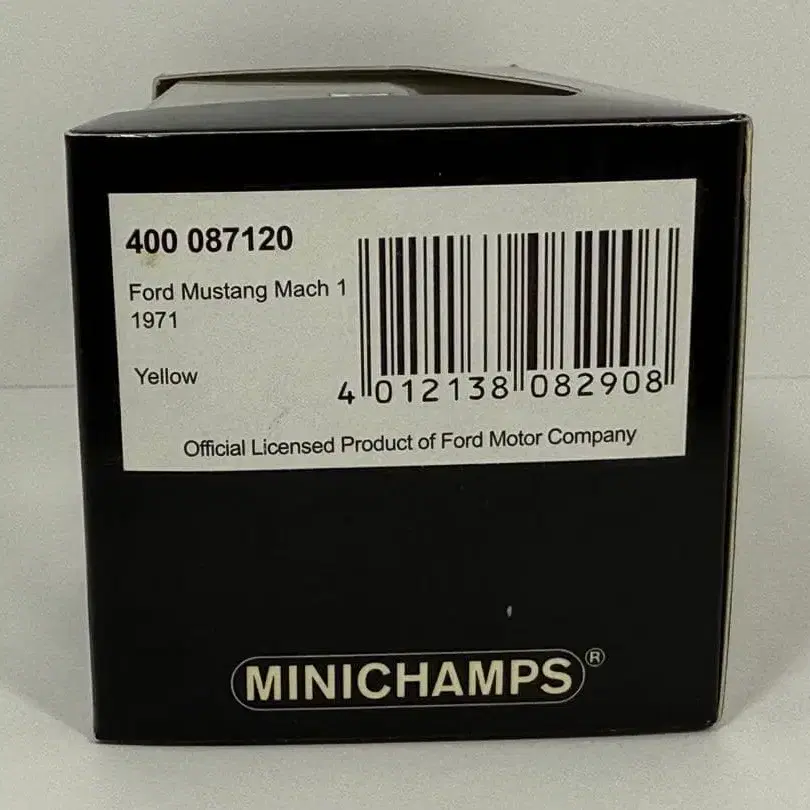 400 087120
Ford Mustang Mach 1
1971
Yellow
4 012138 082908
Official Licensed Product of Ford Motor Company
MINICHAMPS®